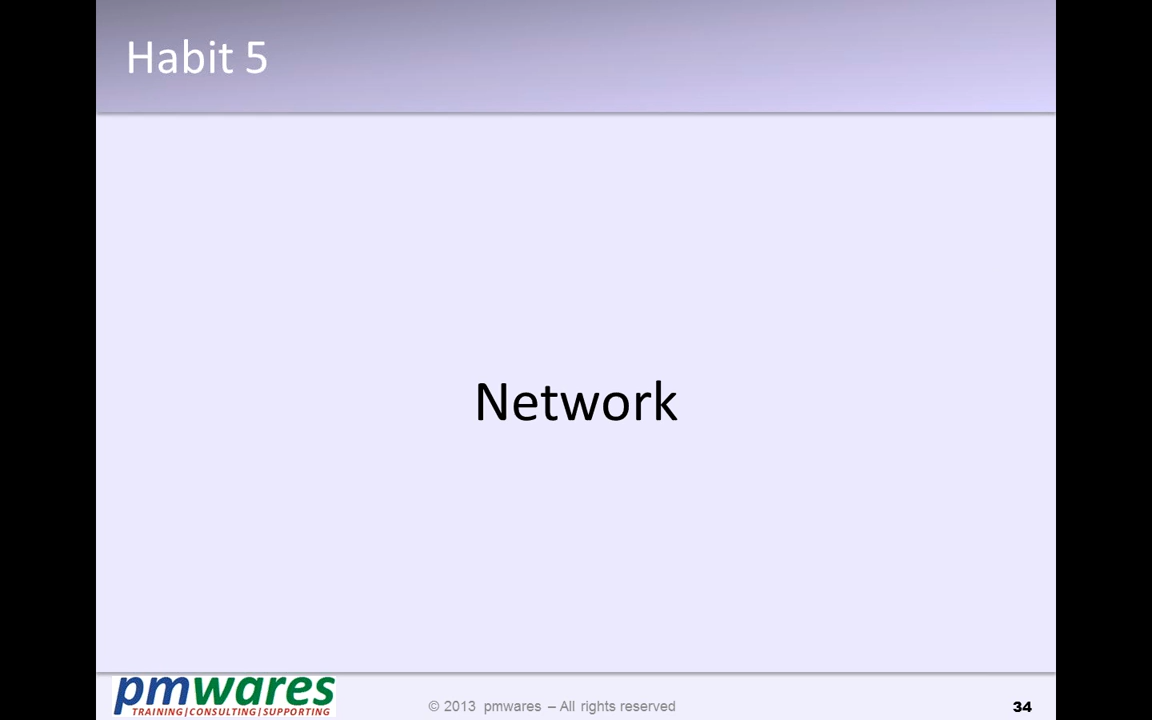 Habit 5
Network
pmwares
TRAINING|CONSULTING|SUPPORTING
© 2013 pmwares – All rights reserved
34